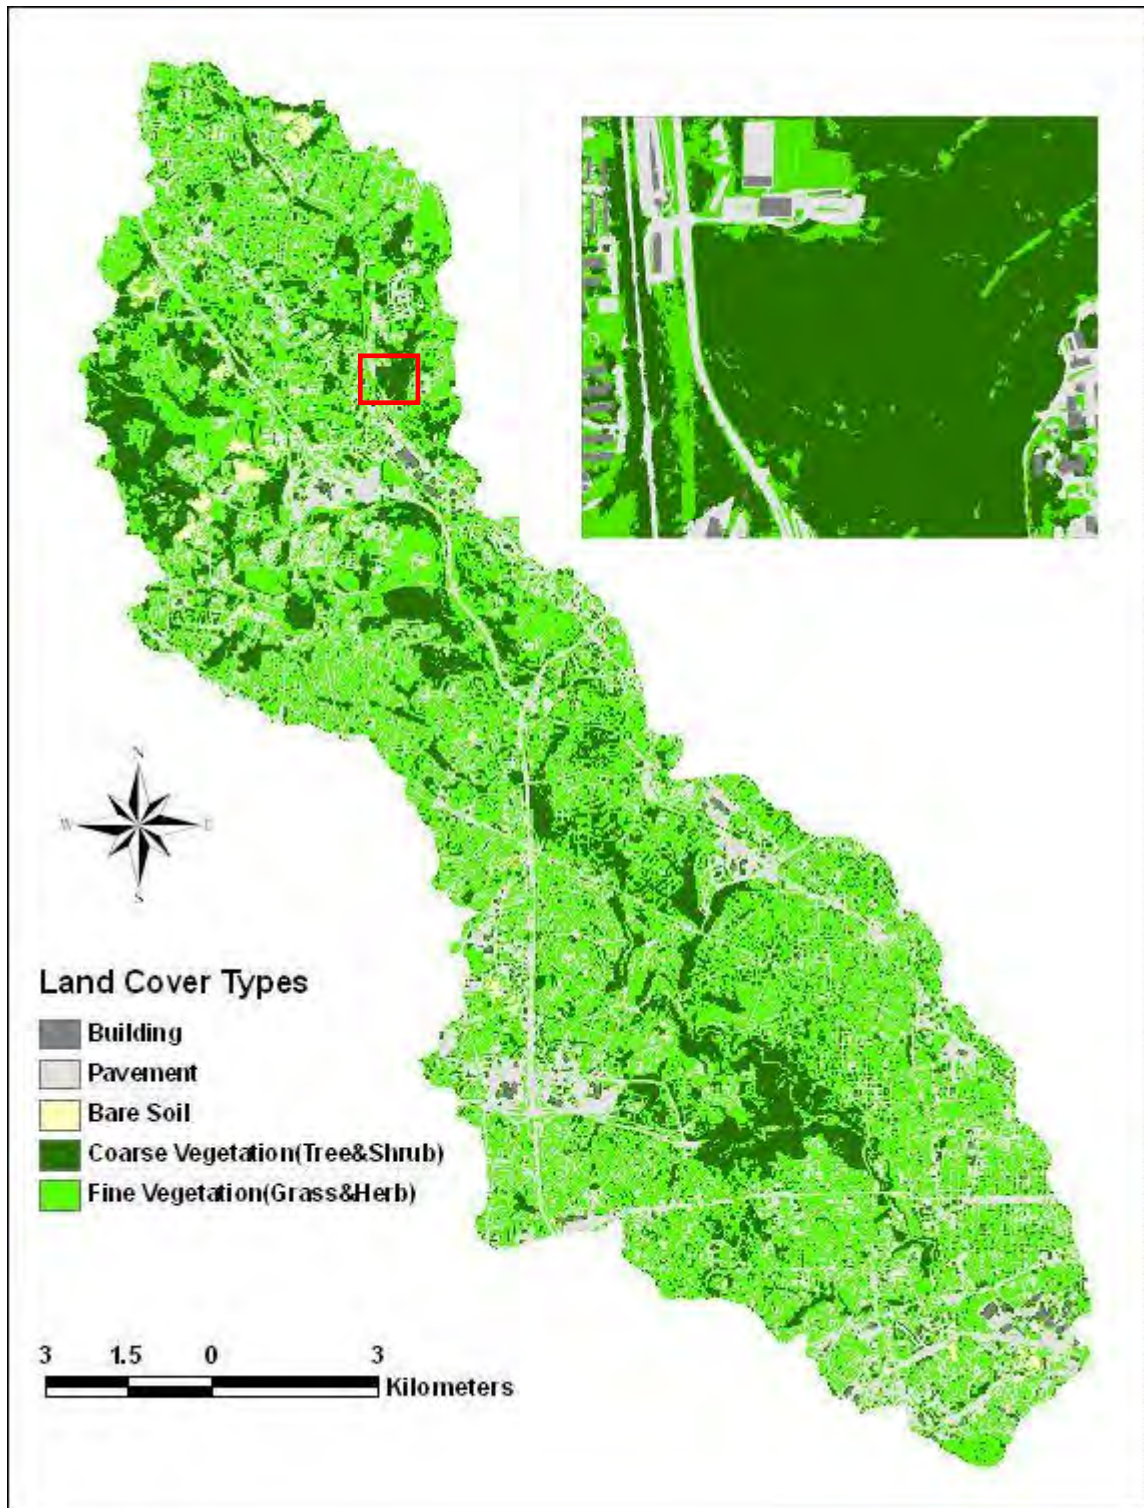 N
W E
S
Land Cover Types
Building
Pavement
Bare Soil
Coarse Vegetation(Tree&Shrub)
Fine Vegetation(Grass&Herb)
3 1.5 0 3
Kilometers